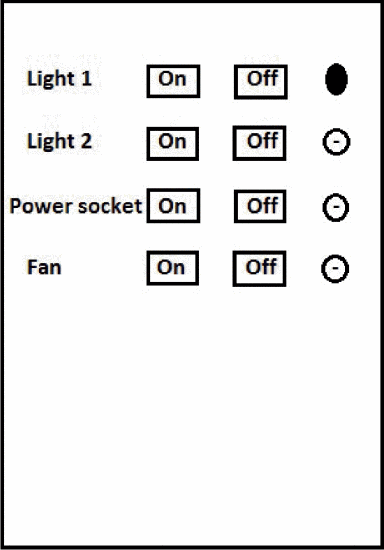 Light 1 On Off
Light 2 On Off -
Power socket On Off -
Fan On Off -